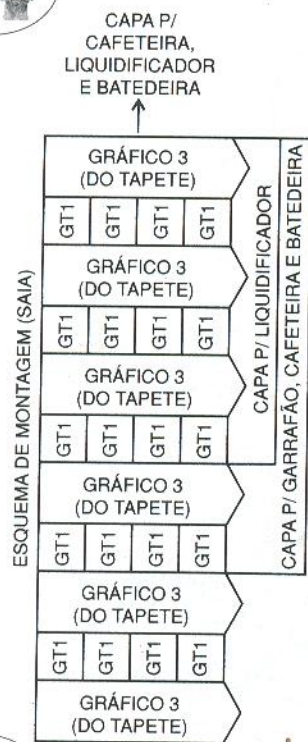 CAPA P/
CAFETEIRA,
LIQUIDIFICADOR
E BATEDEIRA
ESQUEMA DE MONTAGEM (SAIA)
GRÁFICO 3
(DO TAPETE)
GT1 GT1 GT1 GT1
GRÁFICO 3
(DO TAPETE)
GT1 GT1 GT1 GT1
GRÁFICO 3
(DO TAPETE)
GT1 GT1 GT1 GT1
GRÁFICO 3
(DO TAPETE)
GT1 GT1 GT1 GT1
GRÁFICO 3
(DO TAPETE)
GT1 GT1 GT1 GT1
GRÁFICO 3
(DO TAPETE)
CAPA P/ LIQUIDIFICADOR
CAPA P/ GARRAFÃO, CAFETEIRA E BATEDEIRA